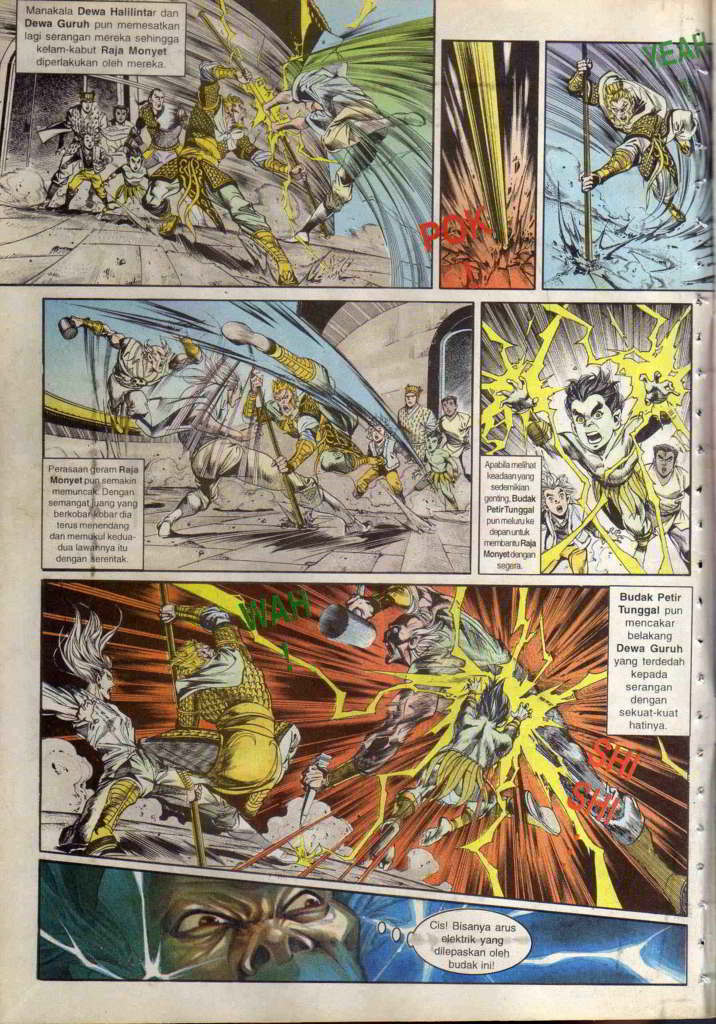 Manakala Dewa Halilintar dan
Dewa Guruh pun memesatkan
lagi serangan mereka sehingga
kelam-kabut Raja Monyet
diperlakukan oleh mereka.
POK
!
YEAH
!
Perasaan geram Raja
Monyet pun semakin
memuncak. Dengan
semangat juang yang
berkobar-kobar dia
terus menendang
dan memukul kedua-
dua lawannya itu
dengan serentak.
Apabila melihat
keadaan yang
sedemikian
genting, Budak
Petir Tunggal
pun meluru ke
depan untuk
membantu Raja
Monyet dengan
segera.
WAH
!
Budak Petir
Tunggal pun
mencakar
belakang
Dewa Guruh
yang terdedah
kepada
serangan
dengan
sekuat-kuat
hatinya.
SHI
SHI
Cis! Bisanya arus
elektrik yang
dilepaskan oleh
budak ini!